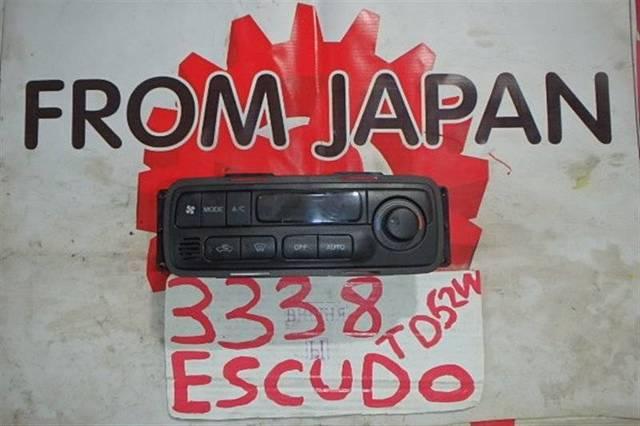 FROM JAPAN
MODE A/C
OFF AUTO
3338
TD52W
ESCUDO